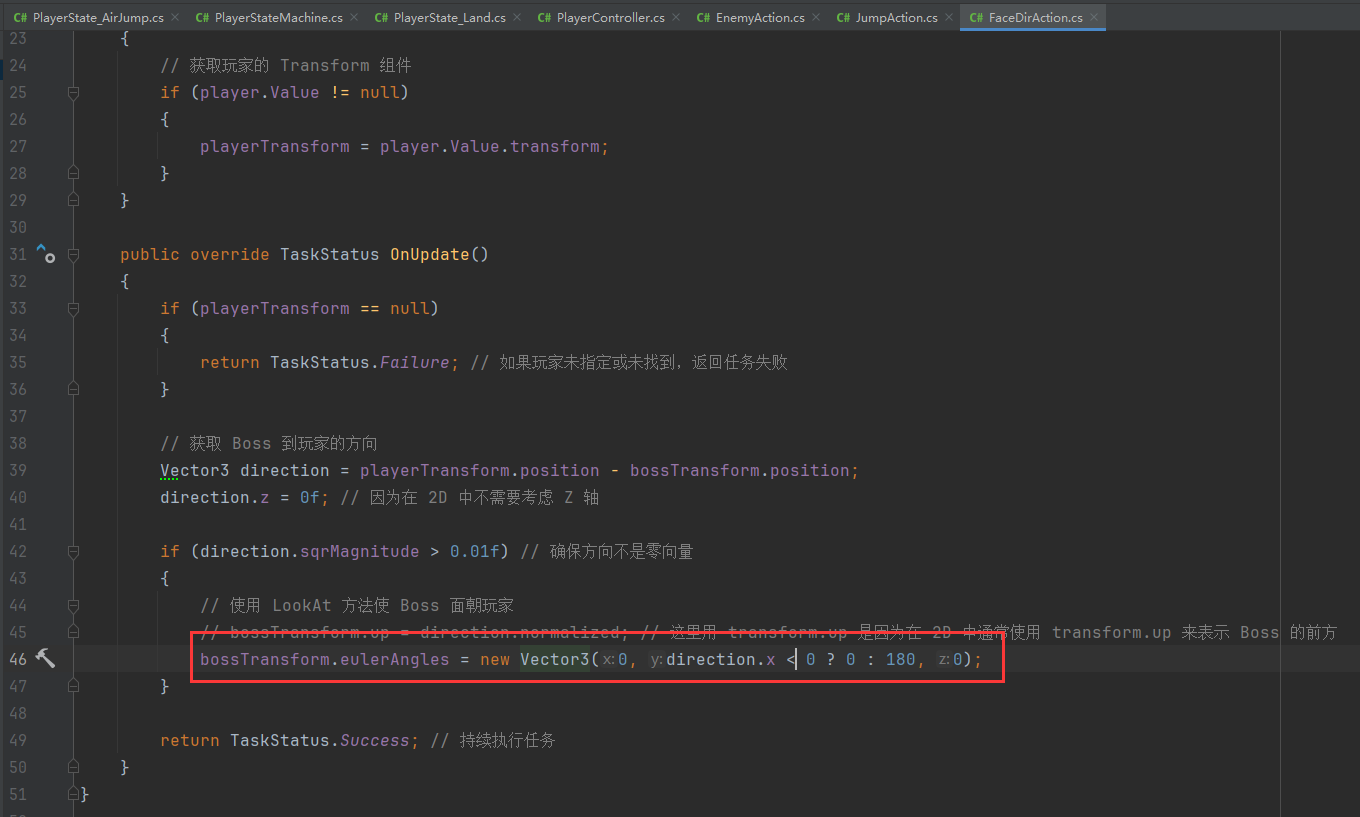 C# PlayerState_AirJump.cs × C# PlayerStateMachine.cs × C# PlayerState_Land.cs × C# PlayerController.cs × C# EnemyAction.cs × C# JumpAction.cs × C# FaceDirAction.cs ×
23 {
24 // 获取玩家的 Transform 组件
25 if (player.Value != null)
26 {
27 playerTransform = player.Value.transform;
28 }
29 }
30
31 public override TaskStatus OnUpdate()
32 {
33 if (playerTransform == null)
34 {
35 return TaskStatus.Failure; // 如果玩家未指定或未找到，返回任务失败
36 }
37
38 // 获取 Boss 到玩家的方向
39 Vector3 direction = playerTransform.position - bossTransform.position;
40 direction.z = 0f; // 因为在 2D 中不需要考虑 Z 轴
41
42 if (direction.sqrMagnitude > 0.01f) // 确保方向不是零向量
43 {
44 // 使用 LookAt 方法使 Boss 面朝玩家
45 // bossTransform.up = direction.normalized; // 这里用 transform.up 是因为在 2D 中通常使用 transform.up 来表示 Boss 的前方
46 bossTransform.eulerAngles = new Vector3(x:0, y:direction.x < 0 ? 0 : 180, z:0);
47 }
48
49 return TaskStatus.Success; // 持续执行任务
50 }
51 }